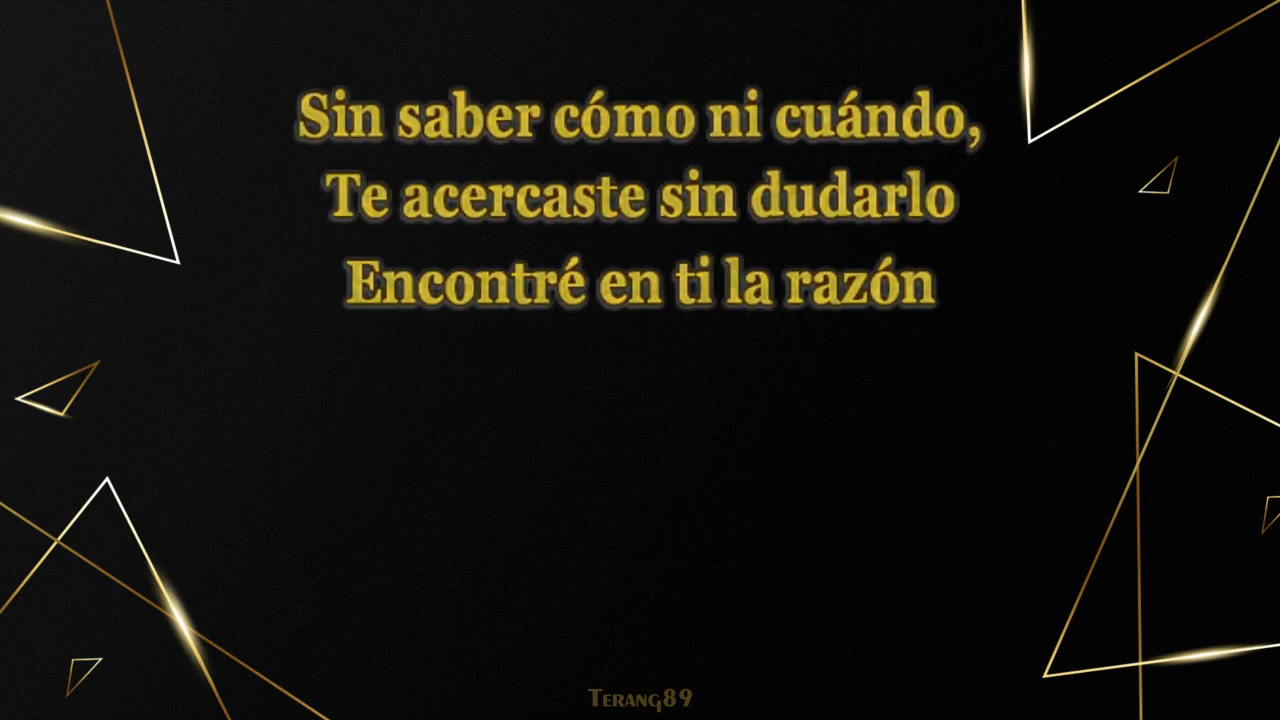 Sin saber cómo ni cuándo,
Te acercaste sin dudarlo
Encontré en ti la razón
Terang89